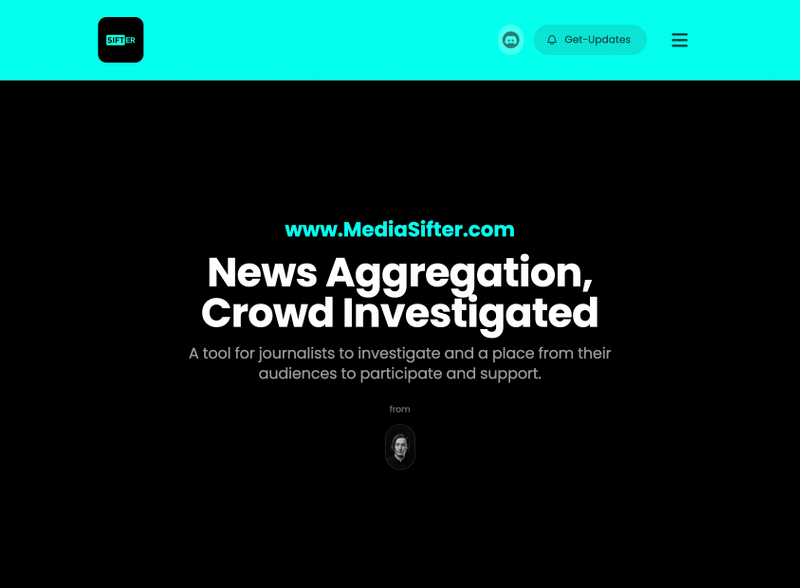 SIFTER
Get-Updates
www.MediaSifter.com
News Aggregation,
Crowd Investigated
A tool for journalists to investigate and a place from their
audiences to participate and support.
from